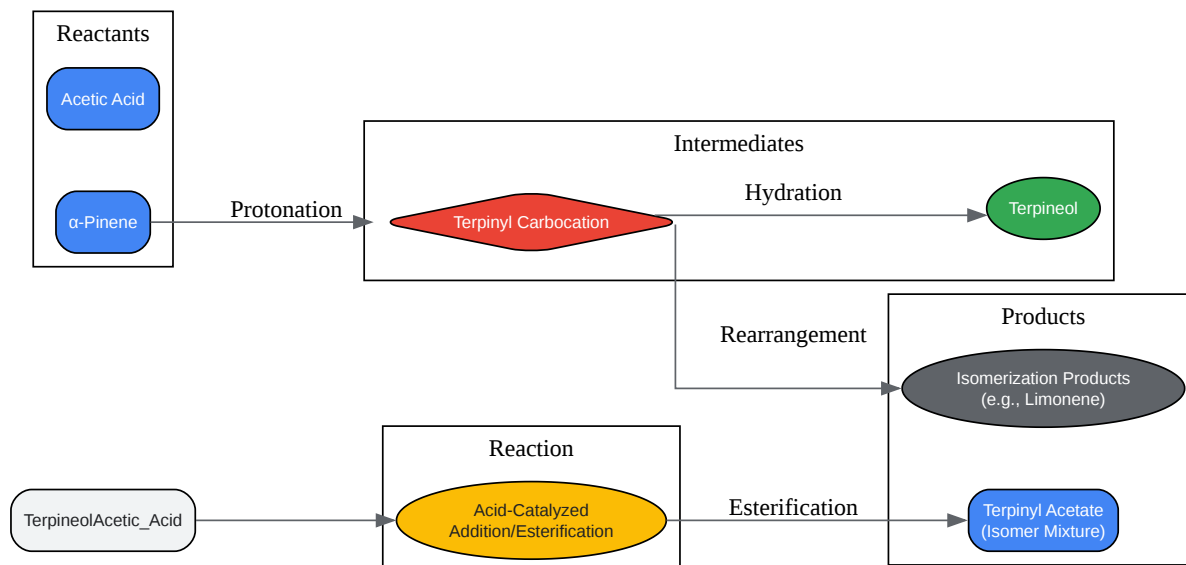 Reactants
Acetic Acid
α-Pinene
Protonation
Intermediates
Terpinyl Carbocation
Hydration
Terpineol
Rearrangement
Products
Isomerization Products
(e.g., Limonene)
TerpineolAcetic_Acid
Reaction
Acid-Catalyzed
Addition/Esterification
Esterification
Terpinyl Acetate
(Isomer Mixture)